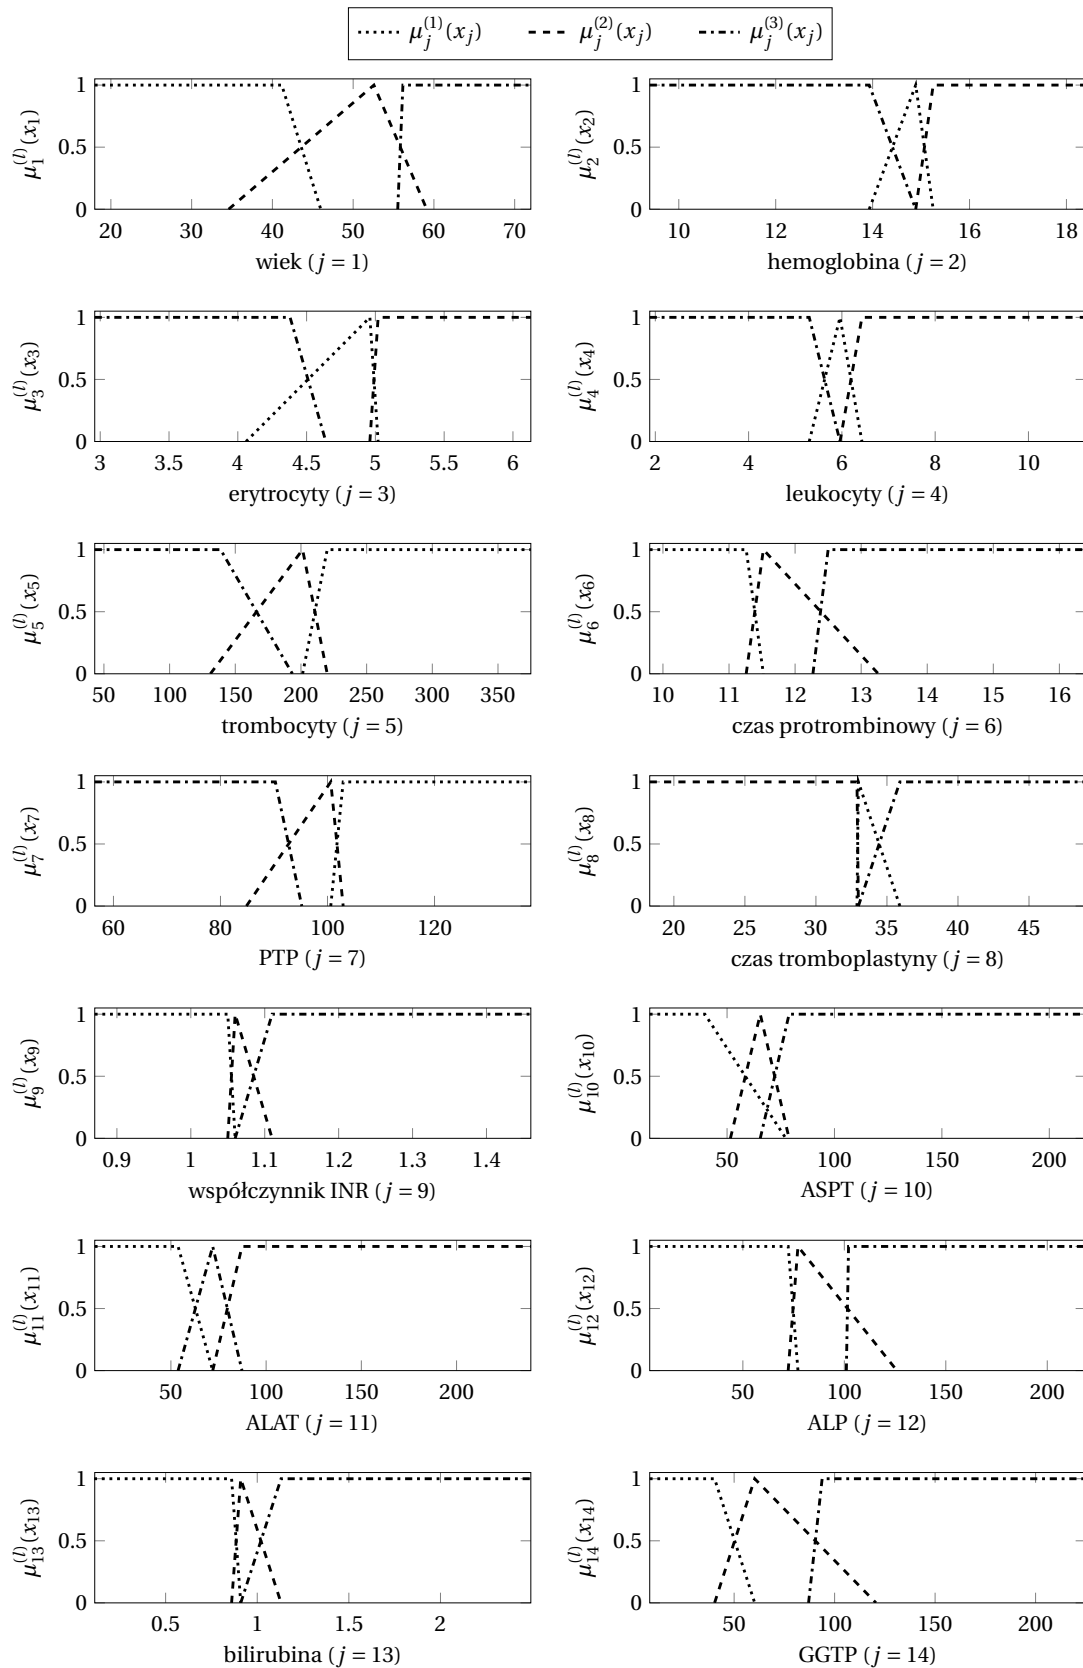 μ_j^(1)(x_j) μ_j^(2)(x_j) μ_j^(3)(x_j)
μ_1^(l)(x_1)
1
0.5
0
20 30 40 50 60 70
wiek (j = 1)
μ_2^(l)(x_2)
1
0.5
0
10 12 14 16 18
hemoglobina (j = 2)
μ_3^(l)(x_3)
1
0.5
0
3 3.5 4 4.5 5 5.5 6
erytrocyty (j = 3)
μ_4^(l)(x_4)
1
0.5
0
2 4 6 8 10
leukocyty (j = 4)
μ_5^(l)(x_5)
1
0.5
0
50 100 150 200 250 300 350
trombocyty (j = 5)
μ_6^(l)(x_6)
1
0.5
0
10 11 12 13 14 15 16
czas protrombinowy (j = 6)
μ_7^(l)(x_7)
1
0.5
0
60 80 100 120
PTP (j = 7)
μ_8^(l)(x_8)
1
0.5
0
20 25 30 35 40 45
czas tromboplastyny (j = 8)
μ_9^(l)(x_9)
1
0.5
0
0.9 1 1.1 1.2 1.3 1.4
współczynnik INR (j = 9)
μ_10^(l)(x_10)
1
0.5
0
50 100 150 200
ASPT (j = 10)
μ_11^(l)(x_11)
1
0.5
0
50 100 150 200
ALAT (j = 11)
μ_12^(l)(x_12)
1
0.5
0
50 100 150 200
ALP (j = 12)
μ_13^(l)(x_13)
1
0.5
0
0.5 1 1.5 2
bilirubina (j = 13)
μ_14^(l)(x_14)
1
0.5
0
50 100 150 200
GGTP (j = 14)